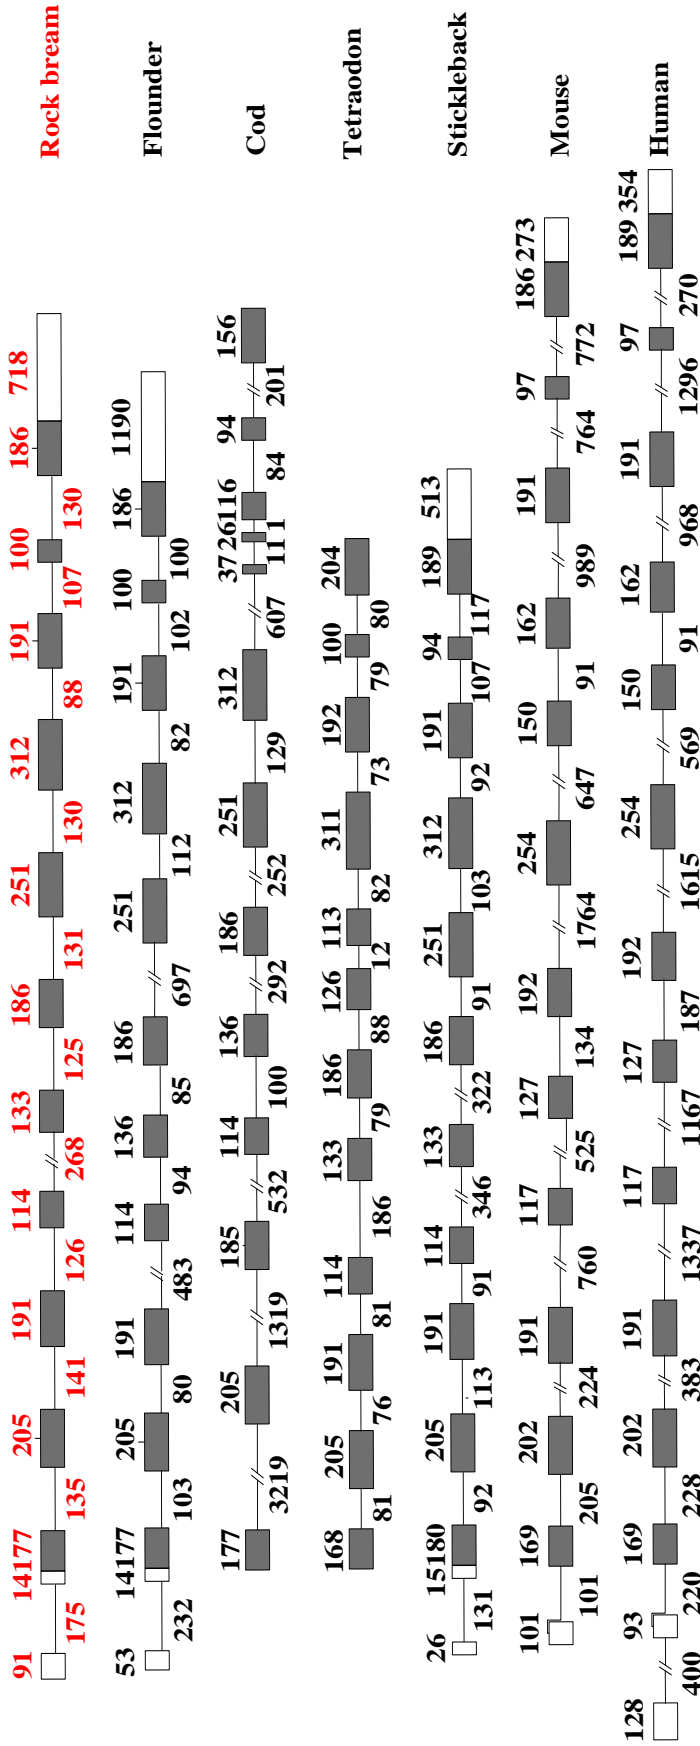 91 14 177 205 191 114 133 186 251 312 191 100 186 718
Rock bream
175 135 141 126 268 125 131 130 88 107 130
53 14 177 205 191 114 136 186 251 312 191 100 186 1190
Flounder
232 103 80 483 94 85 697 112 82 102 100
177 205 185 114 136 186 251 312 37 26 116 94 156
Cod
3219 1319 532 100 292 252 129 607 111 84 201
168 205 191 114 133 186 126 113 311 192 100 204
Tetraodon
81 76 81 186 79 88 12 82 73 79 80
26 15 180 205 191 114 133 186 251 312 191 94 189 513
Stickleback
131 92 113 91 346 322 91 103 92 107 117
101 169 202 191 117 127 192 254 150 162 191 97 186 273
Mouse
101 205 224 760 525 134 1764 647 91 989 764 772
128 93 169 202 191 117 127 192 254 150 162 191 97 189 354
Human
400 220 228 383 1337 1167 187 1615 569 91 968 1296 270